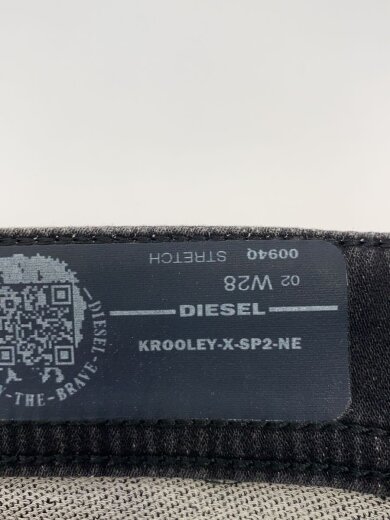 00940
STRETCH
02 W28
DIESEL
KROOLEY-X-SP2-NE
DIESEL
-THE-BRAVE-